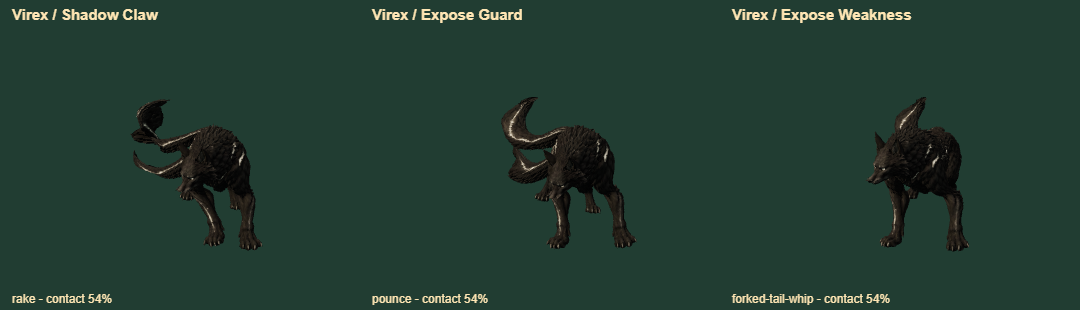 Virex / Shadow Claw
Virex / Expose Guard
Virex / Expose Weakness
rake - contact 54%
pounce - contact 54%
forked-tail-whip - contact 54%